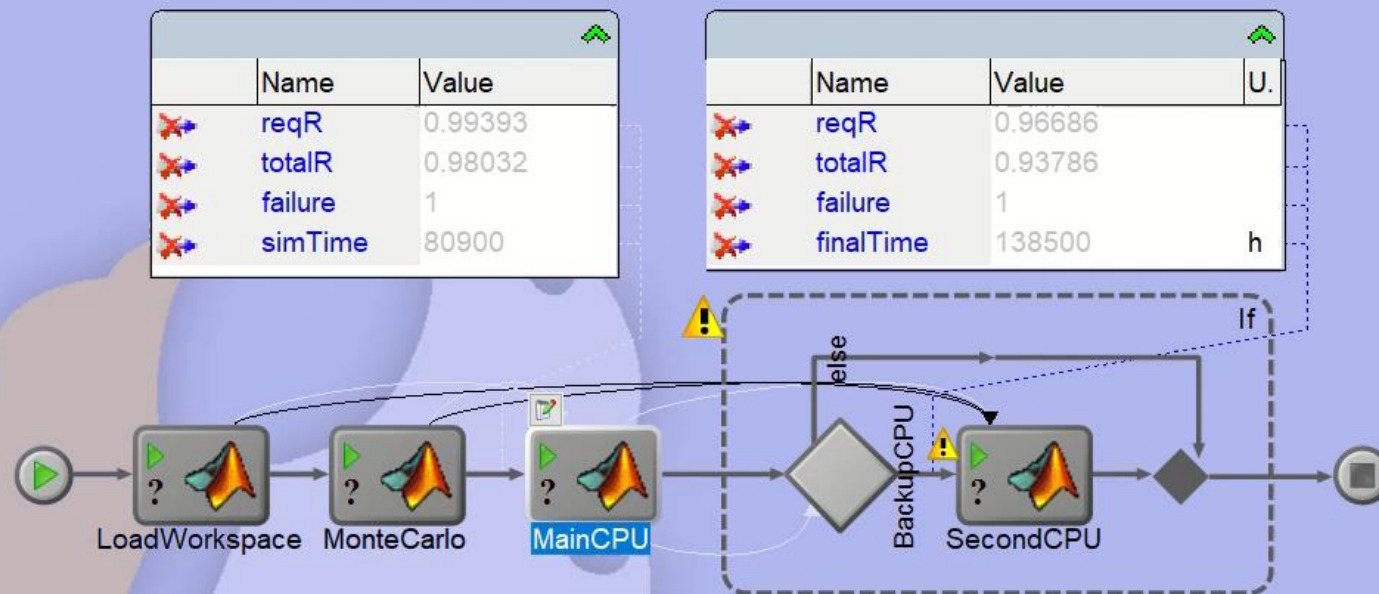 Name Value
reqR 0.99393
totalR 0.98032
failure 1
simTime 80900
Name Value U.
reqR 0.96686
totalR 0.93786
failure 1
finalTime 138500 h
If
else
BackupCPU
? ? ? ?
LoadWorkspace MonteCarlo MainCPU SecondCPU